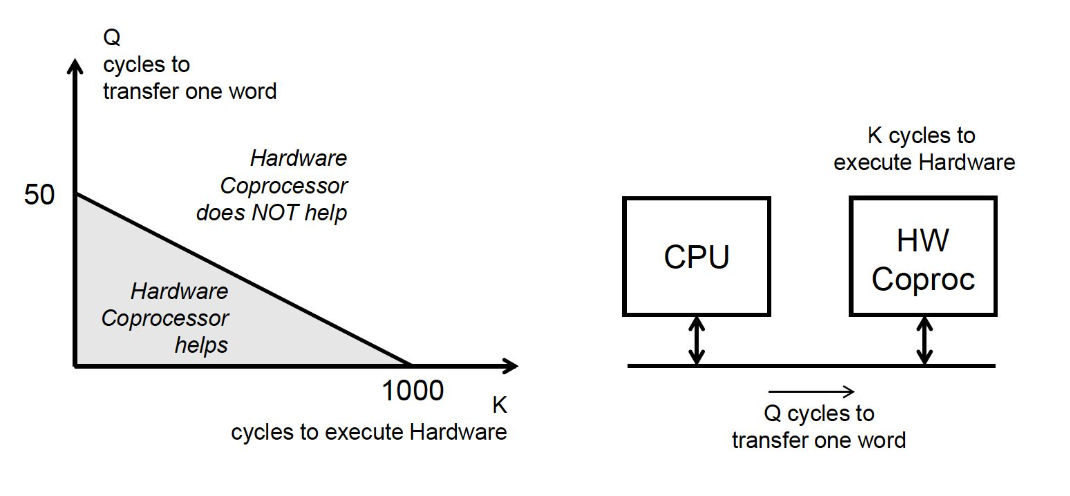 Q
cycles to
transfer one word
Hardware
Coprocessor
does NOT help
50
Hardware
Coprocessor
helps
1000
K
cycles to execute Hardware
K cycles to
execute Hardware
CPU
HW
Coproc
Q cycles to
transfer one word